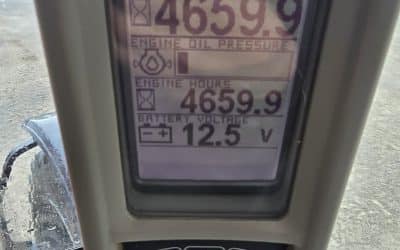 4659.9
ENGINE OIL PRESSURE
ENGINE HOURS
4659.9
BATTERY VOLTAGE
12.5 V